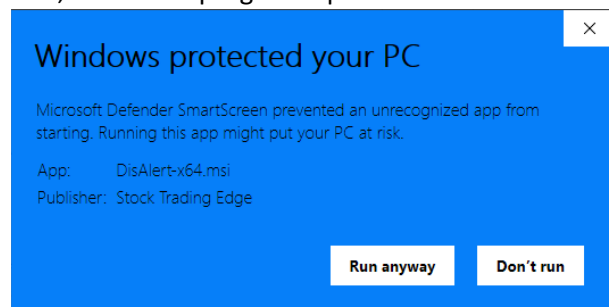 Windows protected your PC
Microsoft Defender SmartScreen prevented an unrecognized app from
starting. Running this app might put your PC at risk.
App: DisAlert-x64.msi
Publisher: Stock Trading Edge
Run anyway Don't run